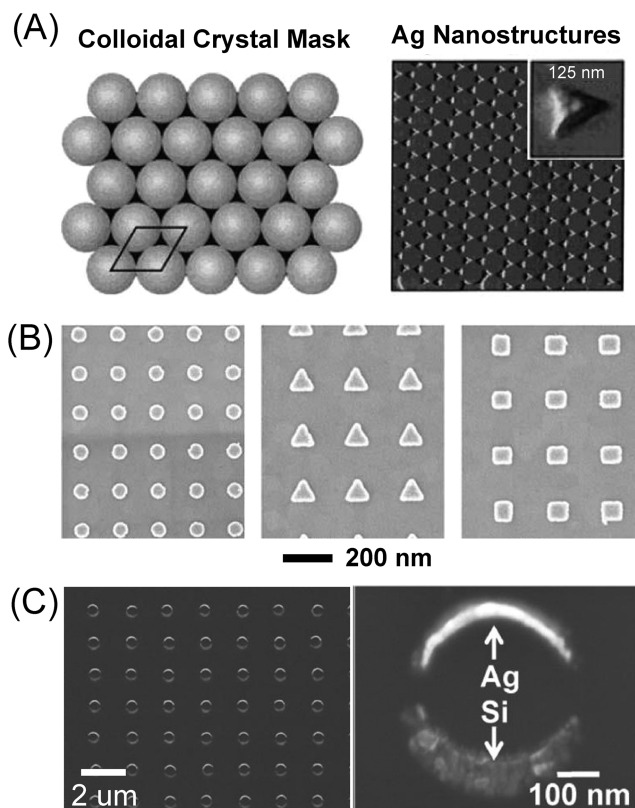 (A)
Colloidal Crystal Mask
Ag Nanostructures
125 nm
(B)
200 nm
(C)
2 um
Ag
Si
100 nm